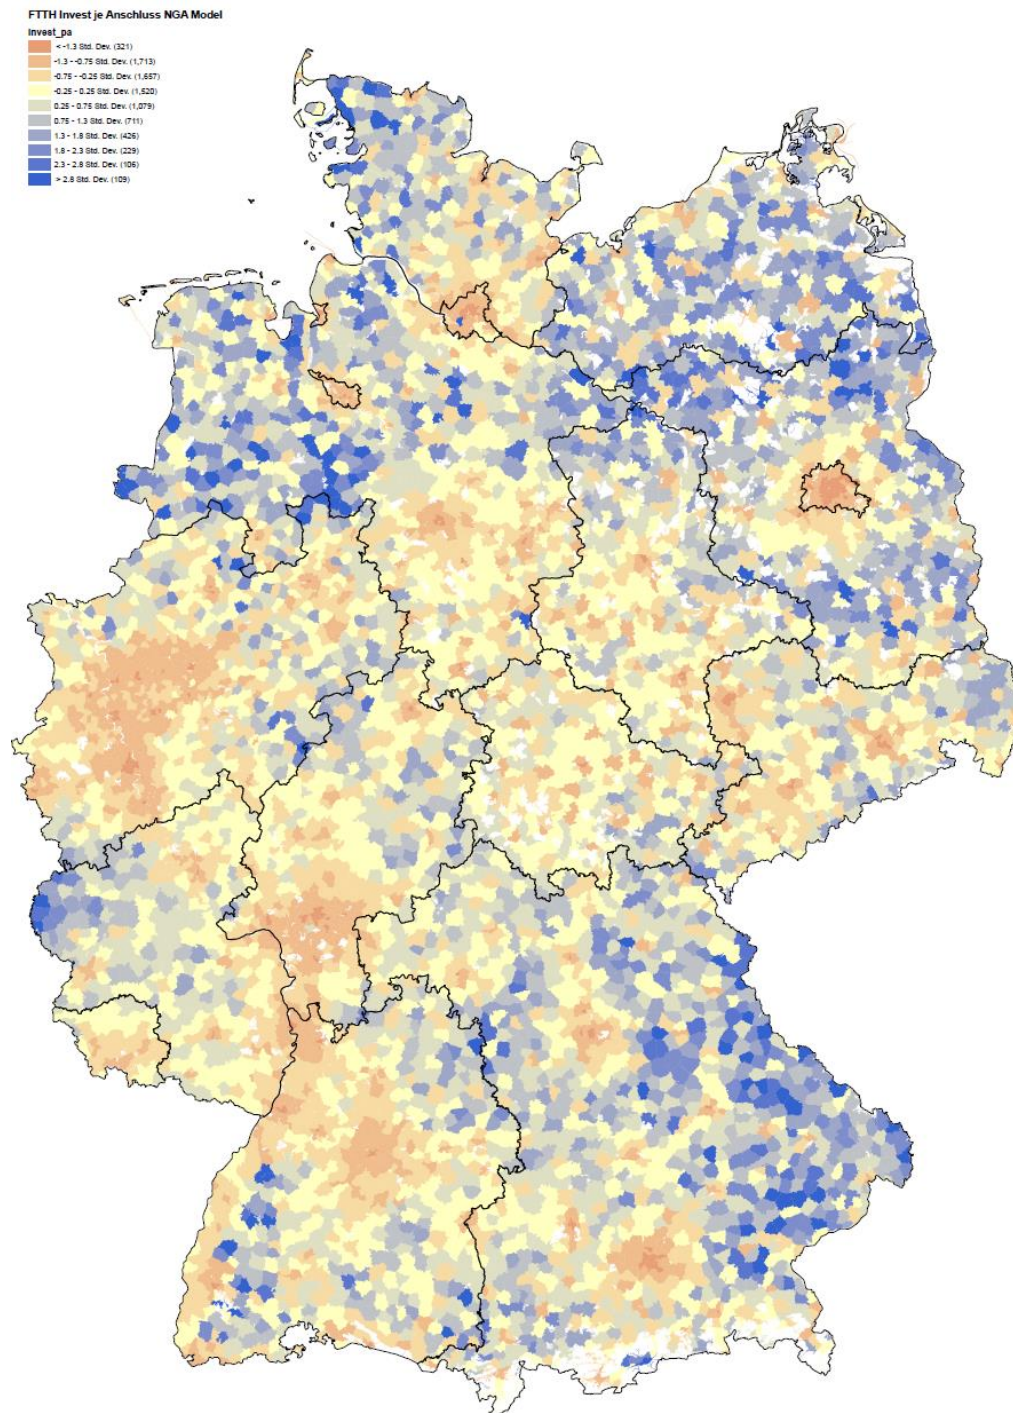 FTTH Invest je Anschluss NGA Model
invest_pa
< -1.3 Std. Dev. (321)
-1.3 - -0.75 Std. Dev. (1,713)
-0.75 - -0.25 Std. Dev. (1,657)
-0.25 - 0.25 Std. Dev. (1,520)
0.25 - 0.75 Std. Dev. (1,079)
0.75 - 1.3 Std. Dev. (711)
1.3 - 1.8 Std. Dev. (426)
1.8 - 2.3 Std. Dev. (229)
2.3 - 2.8 Std. Dev. (106)
> 2.8 Std. Dev. (109)